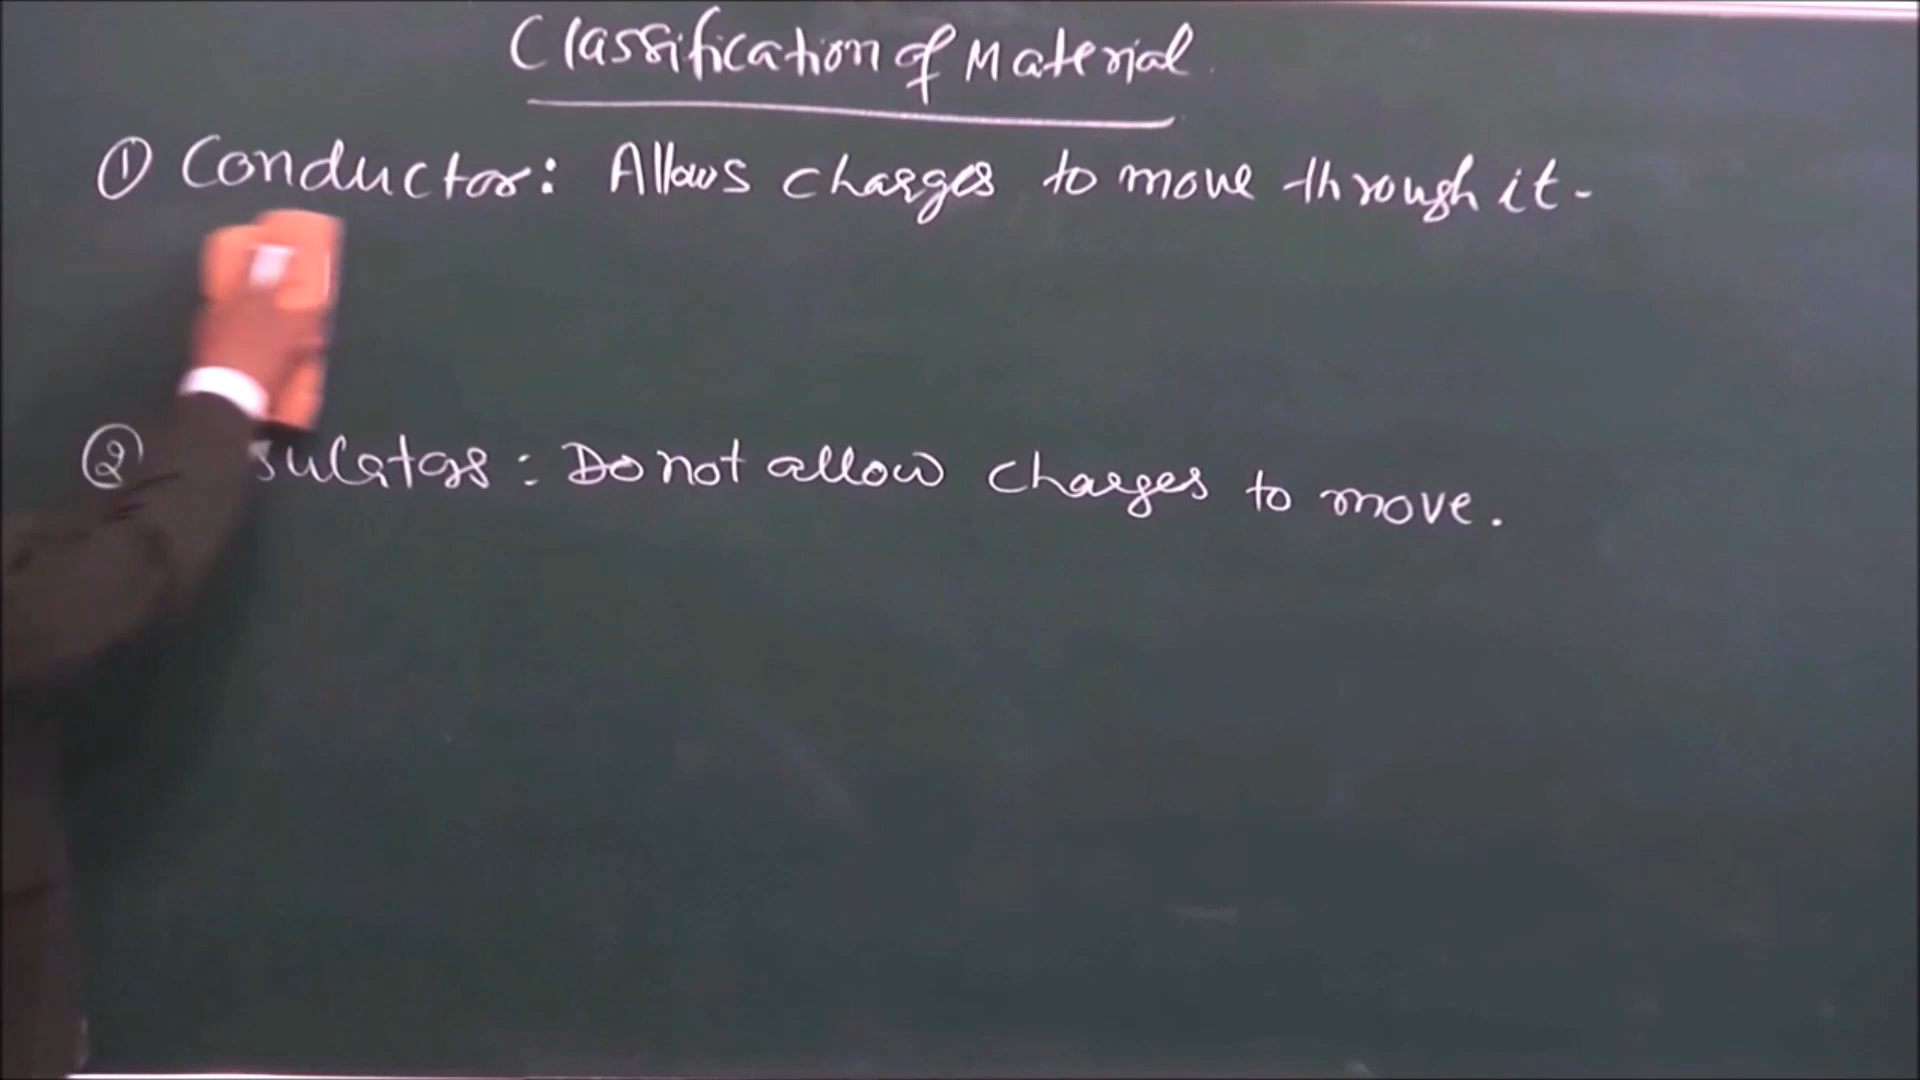 Classification of Material
① Conductor: Allows charges to move through it-
② sulators : Do not allow charges to move.